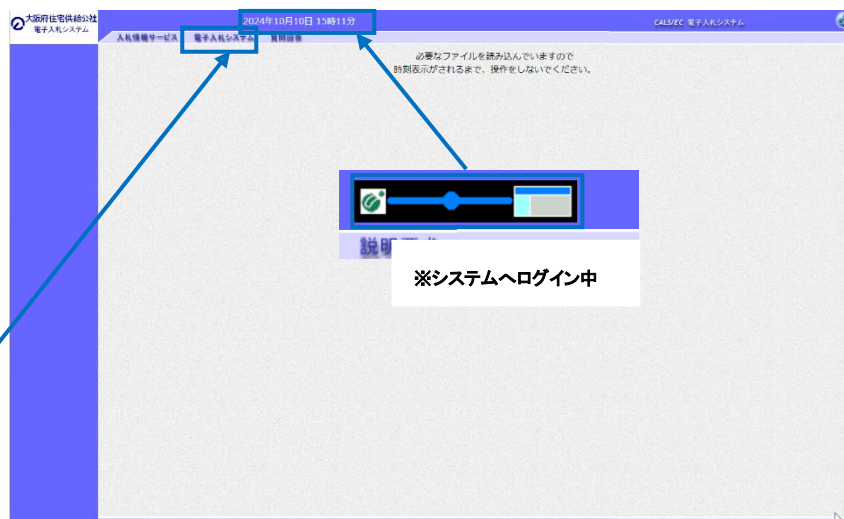 大阪府住宅供給公社
電子入札システム
2024年10月10日 15時11分
CALS/EC 電子入札システム
入札情報サービス 電子入札システム 質問回答
必要なファイルを読み込んでいますので
時刻表示がされるまで、操作をしないでください。
説明
※システムへログイン中